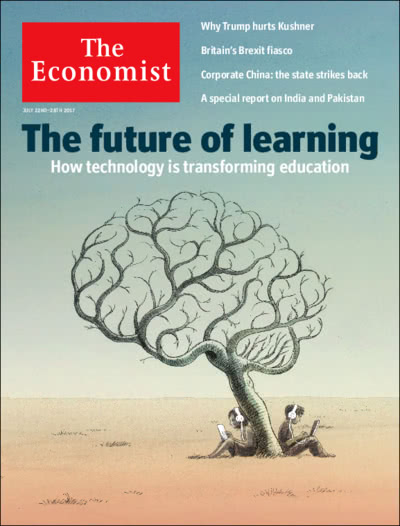 The
Economist
Why Trump hurts Kushner
Britain's Brexit fiasco
Corporate China: the state strikes back
A special report on India and Pakistan
JULY 22ND–28TH 2017
The future of learning
How technology is transforming education